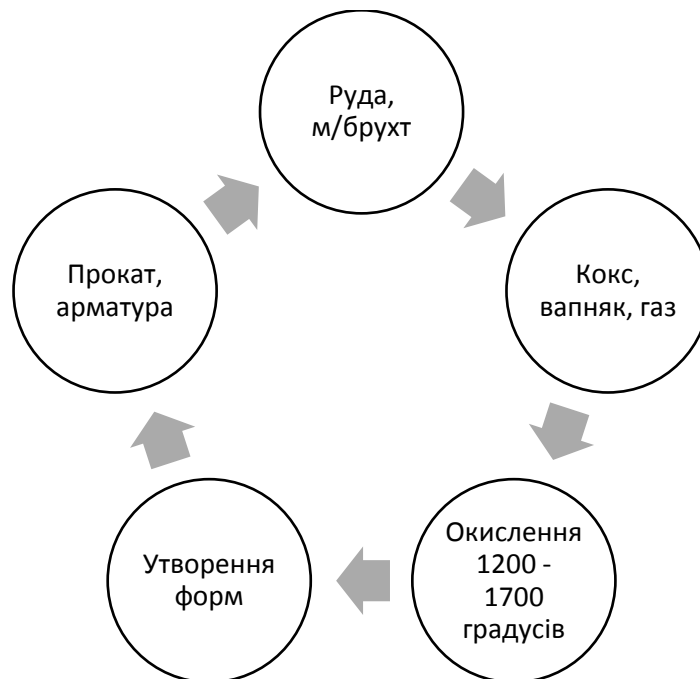 Руда,
м/брухт
Кокс,
вапняк, газ
Окислення
1200 -
1700
градусів
Утворення
форм
Прокат,
арматура